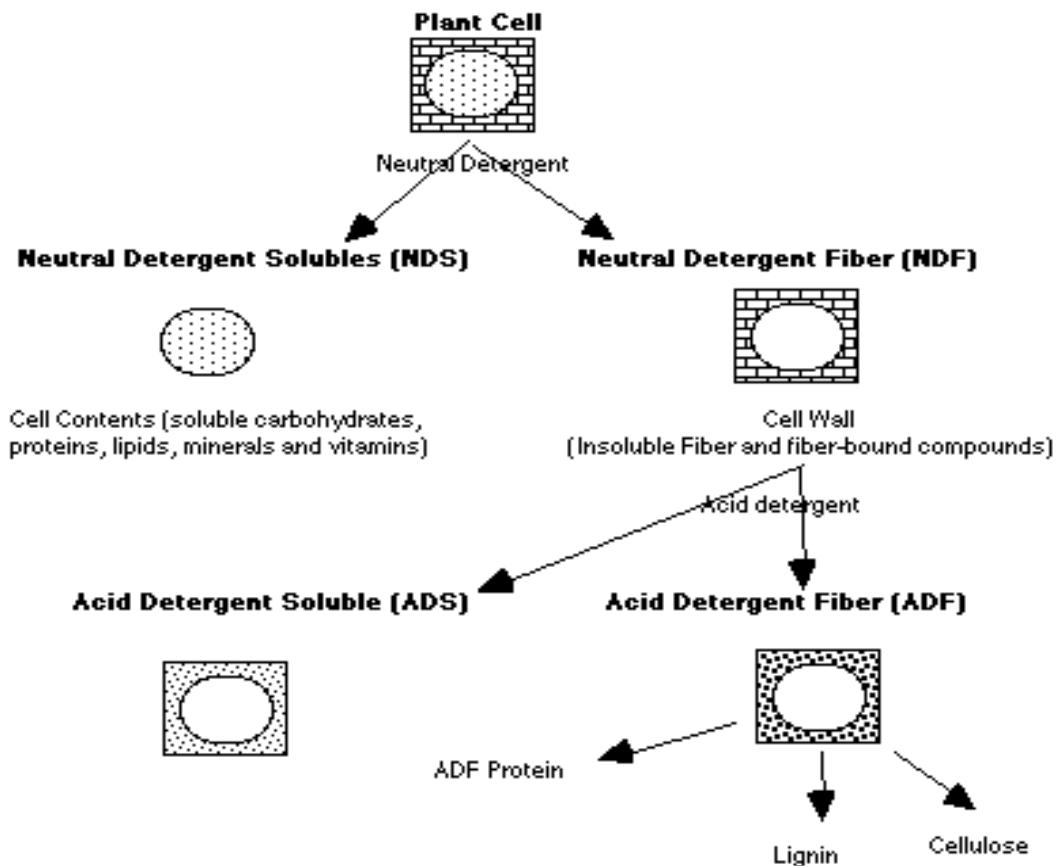 Plant Cell
Neutral Detergent
Neutral Detergent Solubles (NDS)
Neutral Detergent Fiber (NDF)
Cell Contents (soluble carbohydrates,
proteins, lipids, minerals and vitamins)
Cell Wall
(Insoluble Fiber and fiber-bound compounds)
Acid detergent
Acid Detergent Soluble (ADS)
Acid Detergent Fiber (ADF)
ADF Protein
Lignin
Cellulose